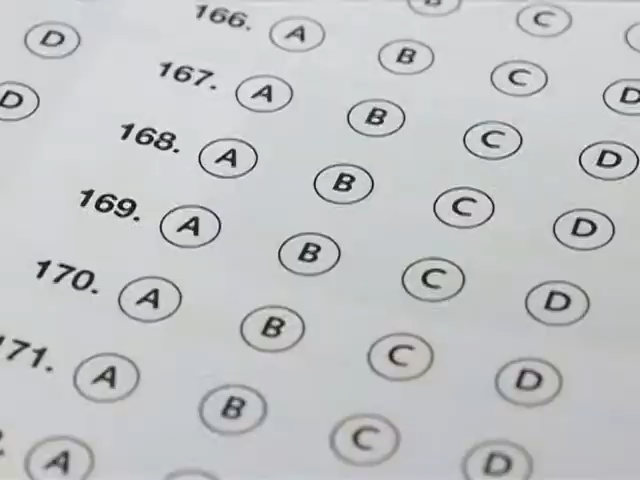 B C
D
166. A B C D
D
167. A B C D
168. A B C D
169. A B C D
170. A B C D
171. A B C D
A